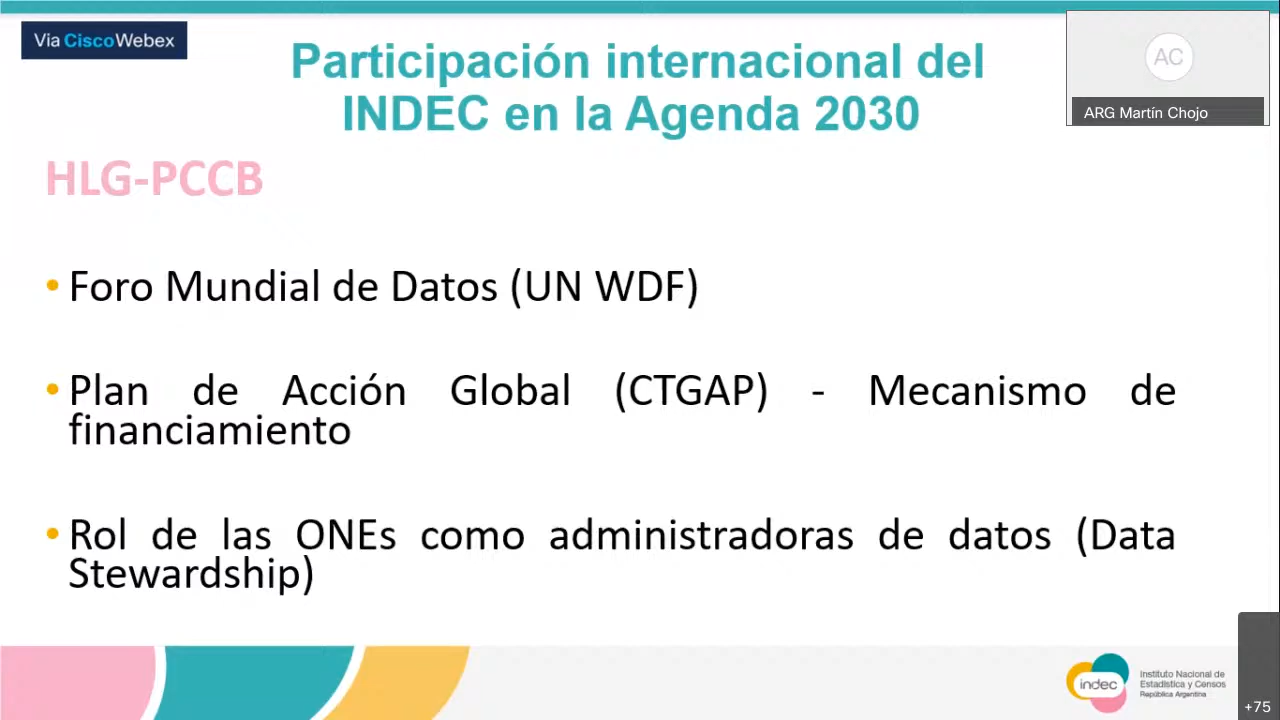 Vía CiscoWebex
Participación internacional del
INDEC en la Agenda 2030
AC
ARG Martín Chojo
HLG-PCCB
• Foro Mundial de Datos (UN WDF)
• Plan de Acción Global (CTGAP) - Mecanismo de
financiamiento
• Rol de las ONEs como administradoras de datos (Data
Stewardship)
indec
Instituto Nacional de
Estadística y Censos
República Argentina
+75